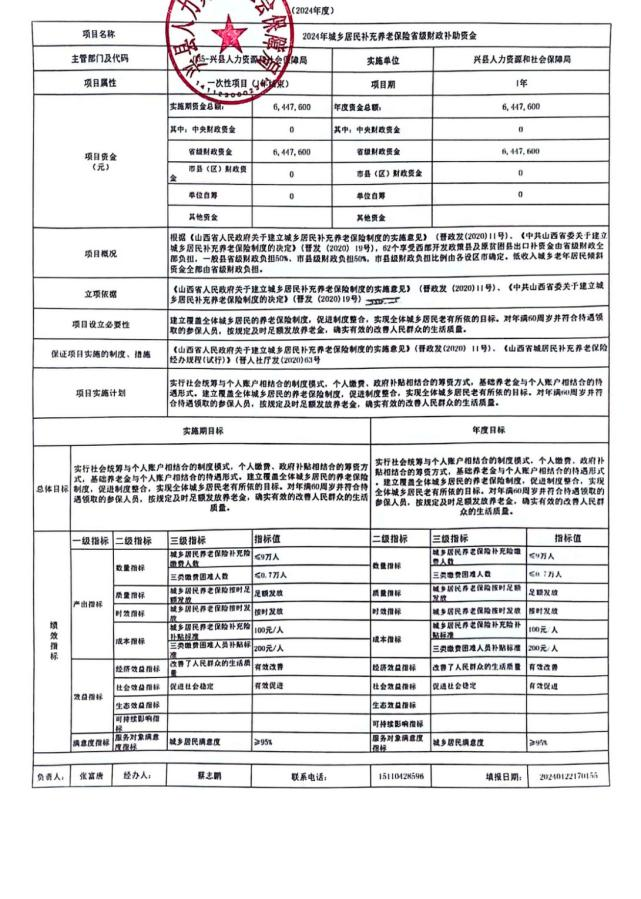 (2024年度)
项目名称 2024年城乡居民补充养老保险省级财政补助资金
主管部门及代码 兴县人力资源和社会保障局 实施单位 兴县人力资源和社会保障局
项目属性 一次性项目 项目期 1年
项目资金
(元)
实施期资金总额: 6,447,600 年度资金总额: 6,447,600
其中: 中央财政资金 0 其中: 中央财政资金 0
省级财政资金 6,447,600 省级财政资金 6,447,600
市县(区)财政资金 0 市县(区)财政资金 0
单位自筹 0 单位自筹 0
其他资金 其他资金
项目概况
根据《山西省人民政府关于建立城乡居民补充养老保险制度的实施意见》(晋政发(2020)11号)、《中共山西省委关于建立
城乡居民补充养老保险制度的决定》(晋发(2020)19号), 62个享受西部开发政策县及原贫困县出口补资金由省级财政全
部负担, 一般县省级财政负担50%、市县级财政负担50%, 市县级财政负担比例由各设区市确定。低收入城乡老年居民倾斜
资金全部由省级财政负担。
立项依据
《山西省人民政府关于建立城乡居民补充养老保险制度的实施意见》(晋政发(2020)11号)、《中共山西省委关于建立城
乡居民补充养老保险制度的决定》(晋发(2020)19号)
项目设立必要性
建立覆盖全体城乡居民的养老保险制度, 促进制度整合, 实现全体城乡居民老有所依的目标。对年满60周岁并符合待遇领
取的参保人员, 按规定及时足额发放养老金, 确实有效的改善人民群众的生活质量。
保证项目实施的制度、措施
《山西省人民政府关于建立城乡居民补充养老保险制度的实施意见》(晋政发(2020)11号)、《山西省城居民补充养老保险
经办规程(试行)》(晋人社厅发(2020)63号
项目实施计划
实行社会统筹与个人账户相结合的制度模式, 个人缴费、政府补贴相结合的筹资方式, 基础养老金与个人账户相结合的待
遇形式。建立覆盖全体城乡居民的养老保险制度, 促进制度整合, 实现全体城乡居民老有所依的目标。对年满60周岁并符
合待遇领取的参保人员, 按规定及时足额发放养老金, 确实有效的改善人民群众的生活质量。
实施期目标 年度目标
总体目标
实行社会统筹与个人账户相结合的制度模式, 个人缴费、政府补贴相结合的筹资方
式, 基础养老金与个人账户相结合的待遇形式。建立覆盖全体城乡居民的养老保险
制度, 促进制度整合, 实现全体城乡居民老有所依的目标。对年满60周岁并符合待
遇领取的参保人员, 按规定及时足额发放养老金, 确实有效的改善人民群众的生活
质量。
实行社会统筹与个人账户相结合的制度模式, 个人缴费、政府补
贴相结合的筹资方式, 基础养老金与个人账户相结合的待遇形式
。建立覆盖全体城乡居民的养老保险制度, 促进制度整合, 实现
全体城乡居民老有所依的目标。对年满60周岁并符合待遇领取的
参保人员, 按规定及时足额发放养老金, 确实有效的改善人民群
众的生活质量。
绩效指标
一级指标 二级指标 三级指标 指标值 二级指标 三级指标 指标值
产出指标
数量指标 城乡居民养老保险补充险缴费人数 ≤9万人 数量指标 城乡居民养老保险补充险缴费人数 ≤9万人
三类缴费困难人数 ≤0.7万人 三类缴费困难人数 ≤0.7万人
质量指标 城乡居民养老保险按时足额发放 足额发放 质量指标 城乡居民养老保险按时足额发放 足额发放
时效指标 城乡居民养老保险按时发放 按时发放 时效指标 城乡居民养老保险按时发放 按时发放
成本指标 城乡居民养老保险补充险补贴标准 100元/人 成本指标 城乡居民养老保险补充险补贴标准 100元/人
三类缴费困难人员补贴标准 200元/人 三类缴费困难人员补贴标准 200元/人
效益指标
经济效益指标 改善了人民群众的生活质量 有效改善 经济效益指标 改善了人民群众的生活质量 有效改善
社会效益指标 促进社会稳定 有效促进 社会效益指标 促进社会稳定 有效促进
生态效益指标 生态效益指标
可持续影响指标 可持续影响指标
满意度指标 服务对象满意度指标 城乡居民满意度 ≥95% 服务对象满意度指标 城乡居民满意度 ≥95%
负责人: 张富唐 经办人: 蔡志鹏 联系电话: 15110428596 填报日期: 20240122170155